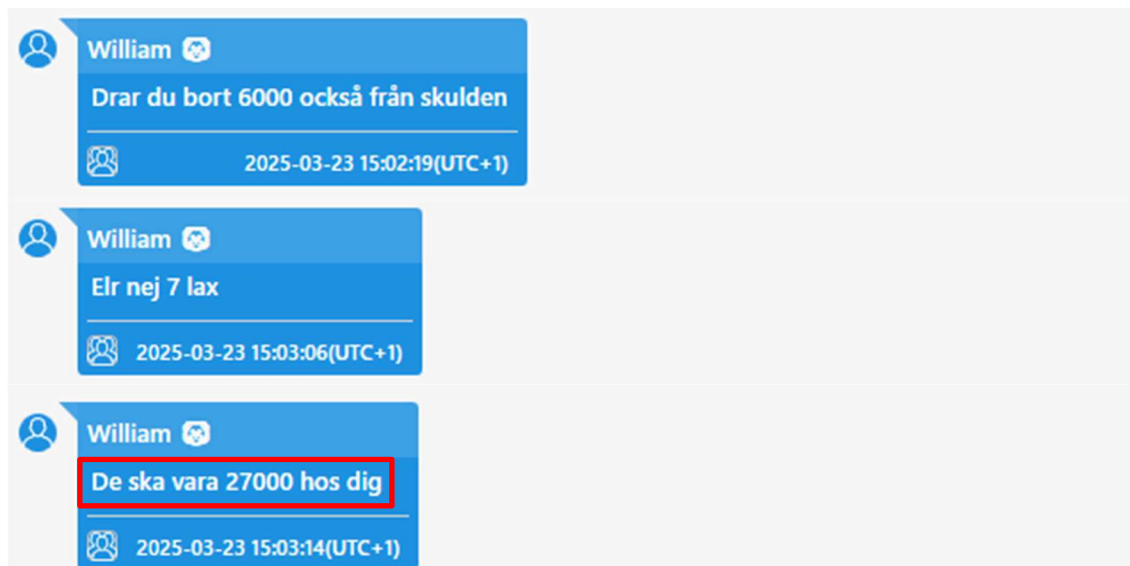 William
Drar du bort 6000 också från skulden
2025-03-23 15:02:19(UTC+1)
William
Elr nej 7 lax
2025-03-23 15:03:06(UTC+1)
William
De ska vara 27000 hos dig
2025-03-23 15:03:14(UTC+1)